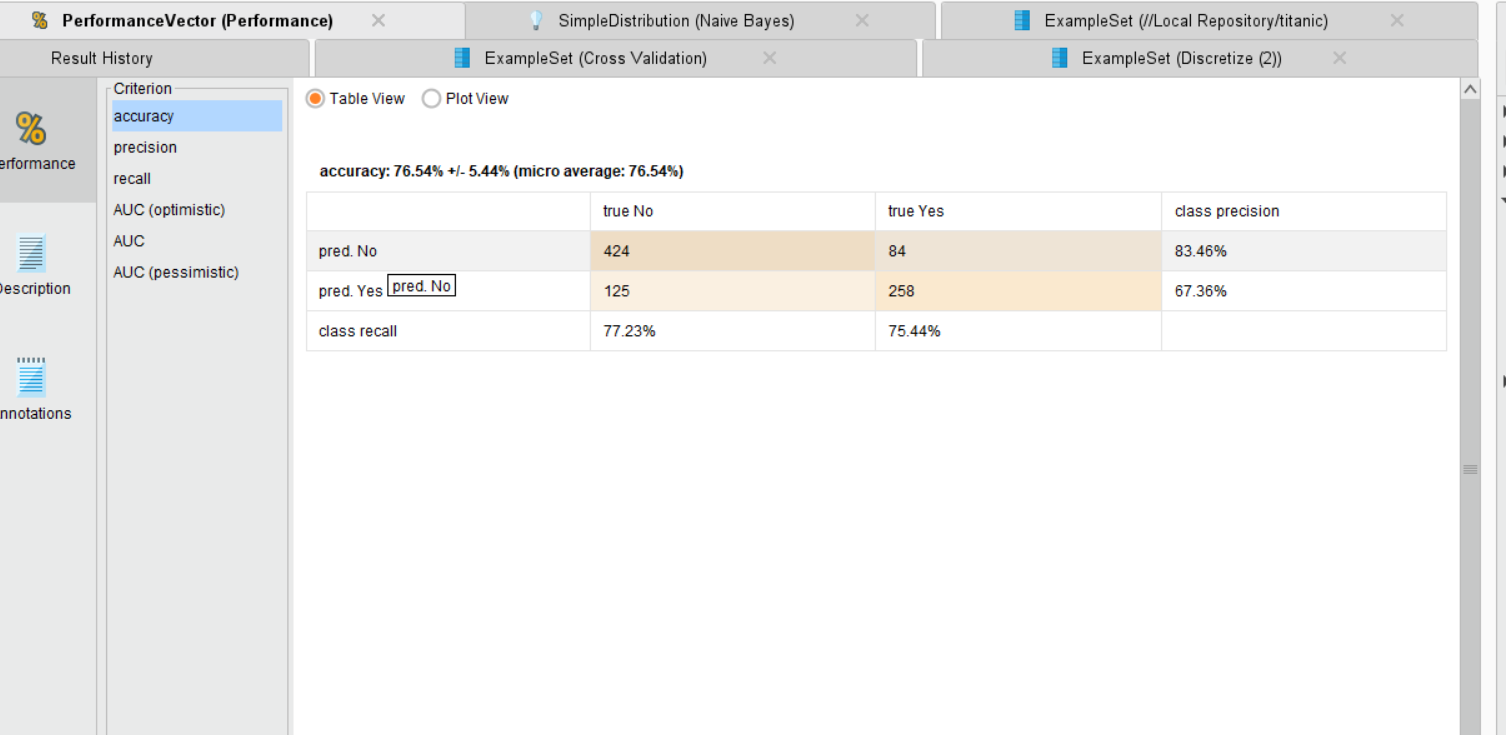 PerformanceVector (Performance)
SimpleDistribution (Naive Bayes)
ExampleSet (//Local Repository/titanic)
Result History
ExampleSet (Cross Validation)
ExampleSet (Discretize (2))
%
erformance
Description
nnotations
Criterion
accuracy
precision
recall
AUC (optimistic)
AUC
AUC (pessimistic)
Table View Plot View
accuracy: 76.54% +/- 5.44% (micro average: 76.54%)
true No true Yes class precision
pred. No 424 84 83.46%
pred. Yes pred. No 125 258 67.36%
class recall 77.23% 75.44%